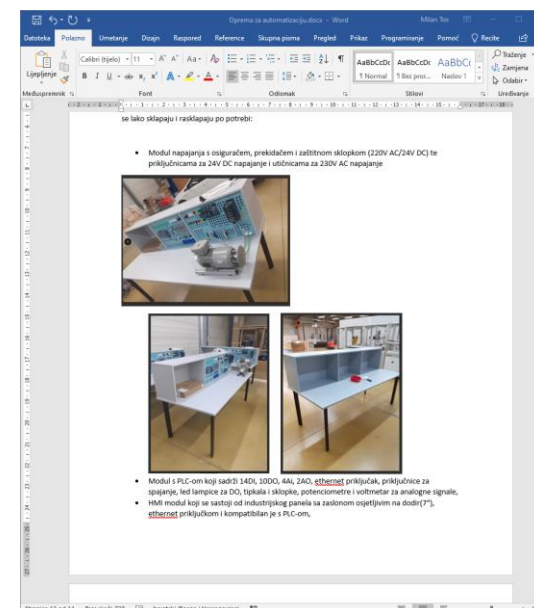 Oprema za automatizaciju.docx - Word
Milan Tex
Datoteka Polazno Umetanje Dizajn Raspored Reference Skupna pisma Pregled Prikaz Programiranje Pomoć Recite
Lijepljenje
Calibri (Tijelo) 11
Traženje
Zamjena
Odabir
AaBbCcDc AaBbCcDc AaBbCc
1 Normal 1 Bez pror... Naslov 1
Međuspremnik Font Odlomak Stilovi Uređivanje
se lako sklapaju i rasklapaju po potrebi:
• Modul napajanja s osiguračem, prekidačem i zaštitnom sklopkom (220V AC/24V DC) te
priključnicama za 24V DC napajanje i utičnicama za 230V AC napajanje
• Modul s PLC-om koji sadrži 14DI, 10DO, 4Ai, 2AO, ethernet priključak, priključnice za
spajanje, led lampice za DO, tipkala i sklopke, potenciometre i voltmetar za analogne signale,
• HMI modul koji se sastoji od industrijskog panela sa zaslonom osjetljivim na dodir(7"),
ethernet priključkom i kompatibilan je s PLC-om,